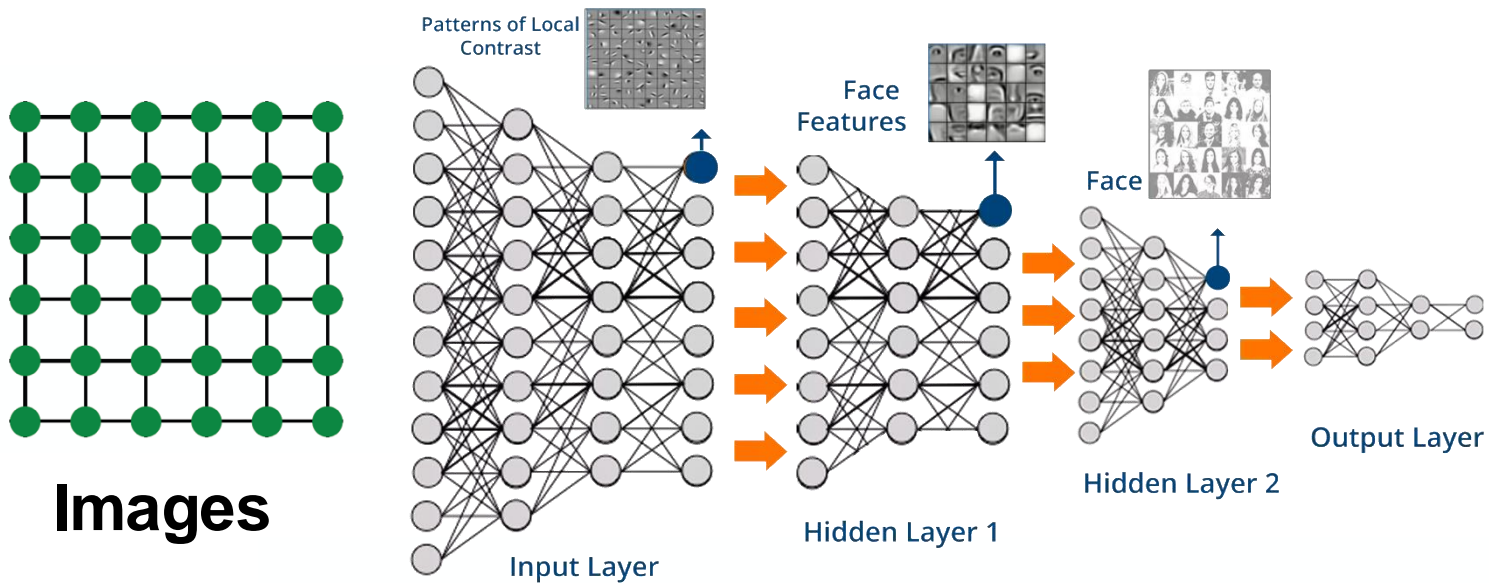 Images
Patterns of Local
Contrast
Input Layer
Face
Features
Hidden Layer 1
Face
Hidden Layer 2
Output Layer